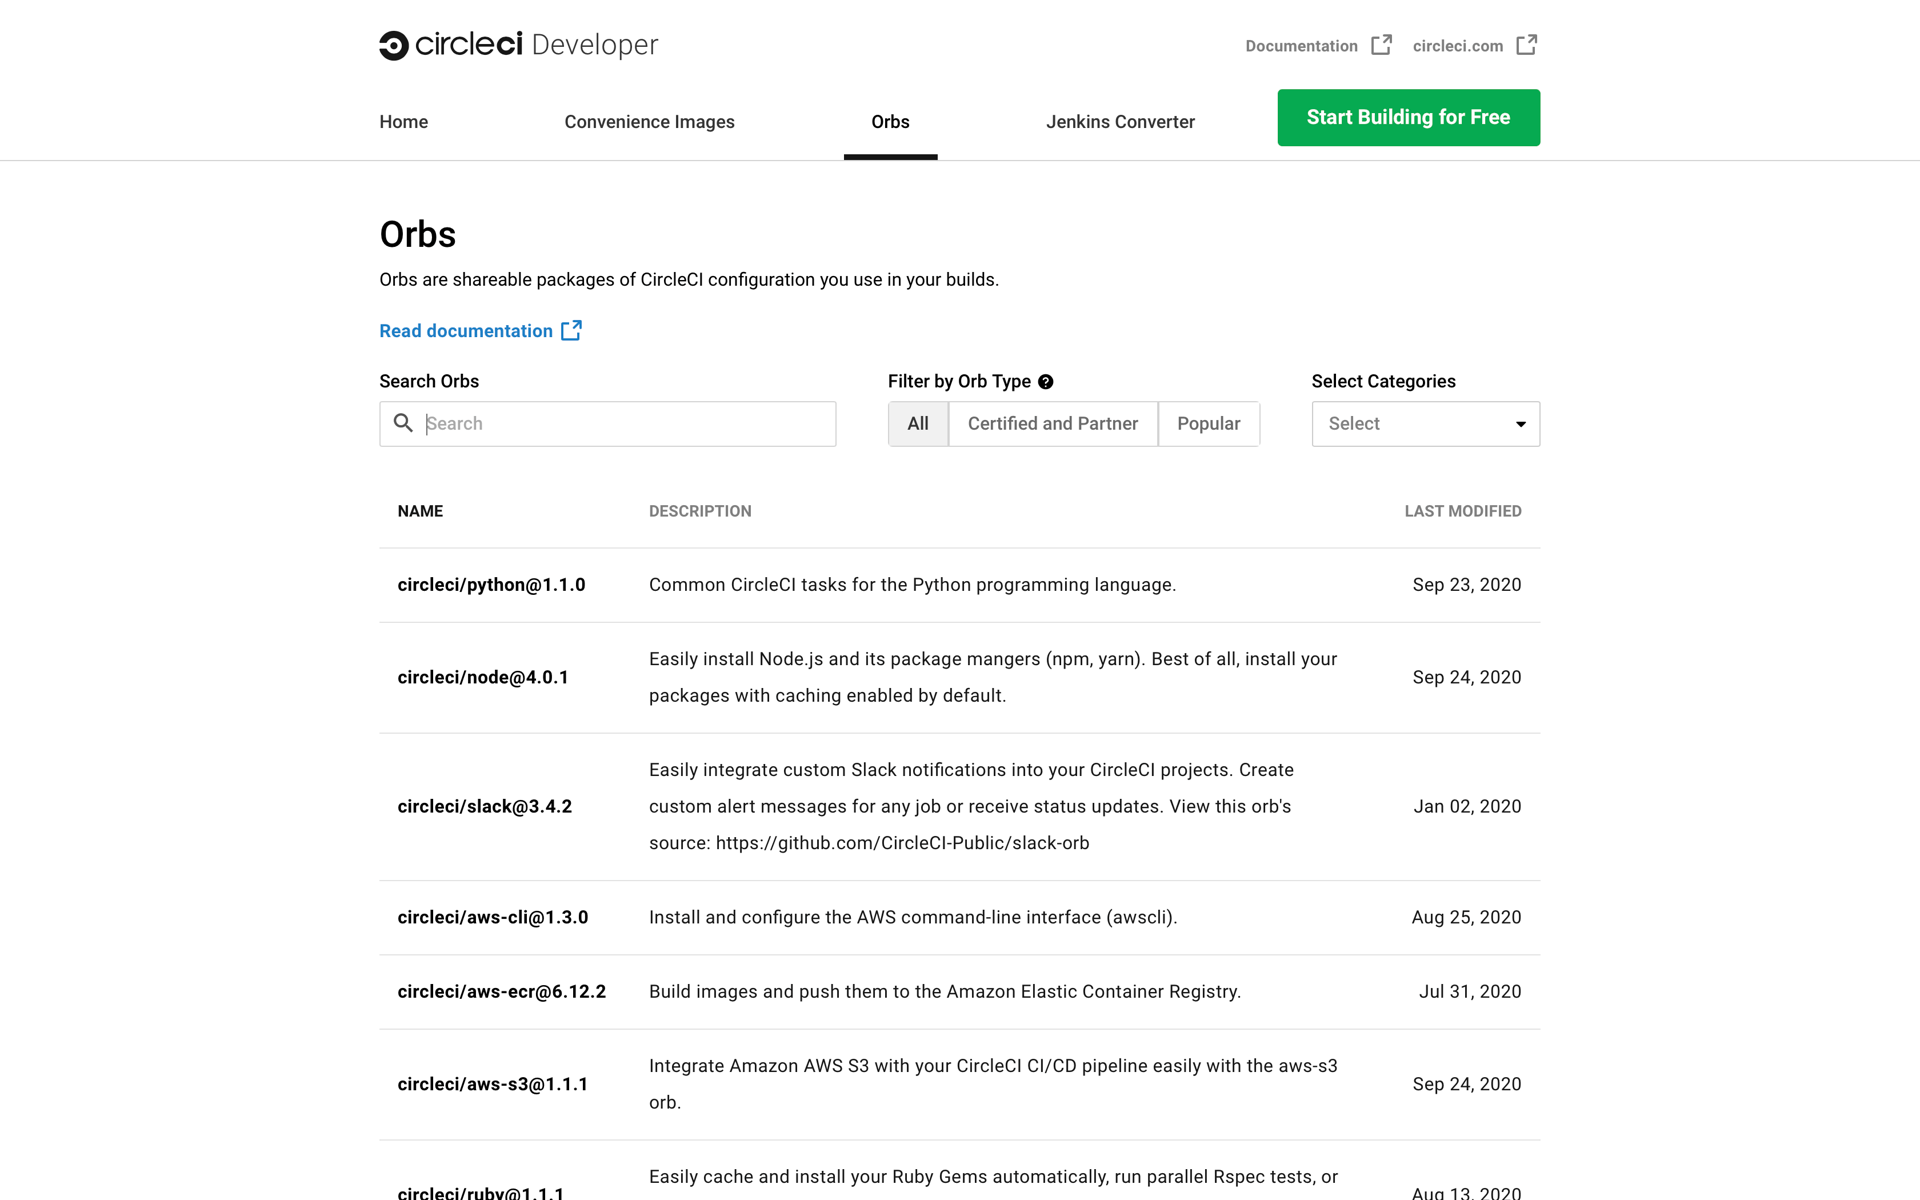 circleci Developer
Documentation
circleci.com
Home
Convenience Images
Orbs
Jenkins Converter
Start Building for Free
Orbs
Orbs are shareable packages of CircleCI configuration you use in your builds.
Read documentation
Search Orbs
Filter by Orb Type ?
Select Categories
Search
All
Certified and Partner
Popular
Select
NAME
DESCRIPTION
LAST MODIFIED
circleci/python@1.1.0
Common CircleCI tasks for the Python programming language.
Sep 23, 2020
circleci/node@4.0.1
Easily install Node.js and its package mangers (npm, yarn). Best of all, install your
packages with caching enabled by default.
Sep 24, 2020
circleci/slack@3.4.2
Easily integrate custom Slack notifications into your CircleCI projects. Create
custom alert messages for any job or receive status updates. View this orb's
source: https://github.com/CircleCI-Public/slack-orb
Jan 02, 2020
circleci/aws-cli@1.3.0
Install and configure the AWS command-line interface (awscli).
Aug 25, 2020
circleci/aws-ecr@6.12.2
Build images and push them to the Amazon Elastic Container Registry.
Jul 31, 2020
circleci/aws-s3@1.1.1
Integrate Amazon AWS S3 with your CircleCI CI/CD pipeline easily with the aws-s3
orb.
Sep 24, 2020
circleci/ruby@1.1.1
Easily cache and install your Ruby Gems automatically, run parallel Rspec tests, or
Aug 13, 2020